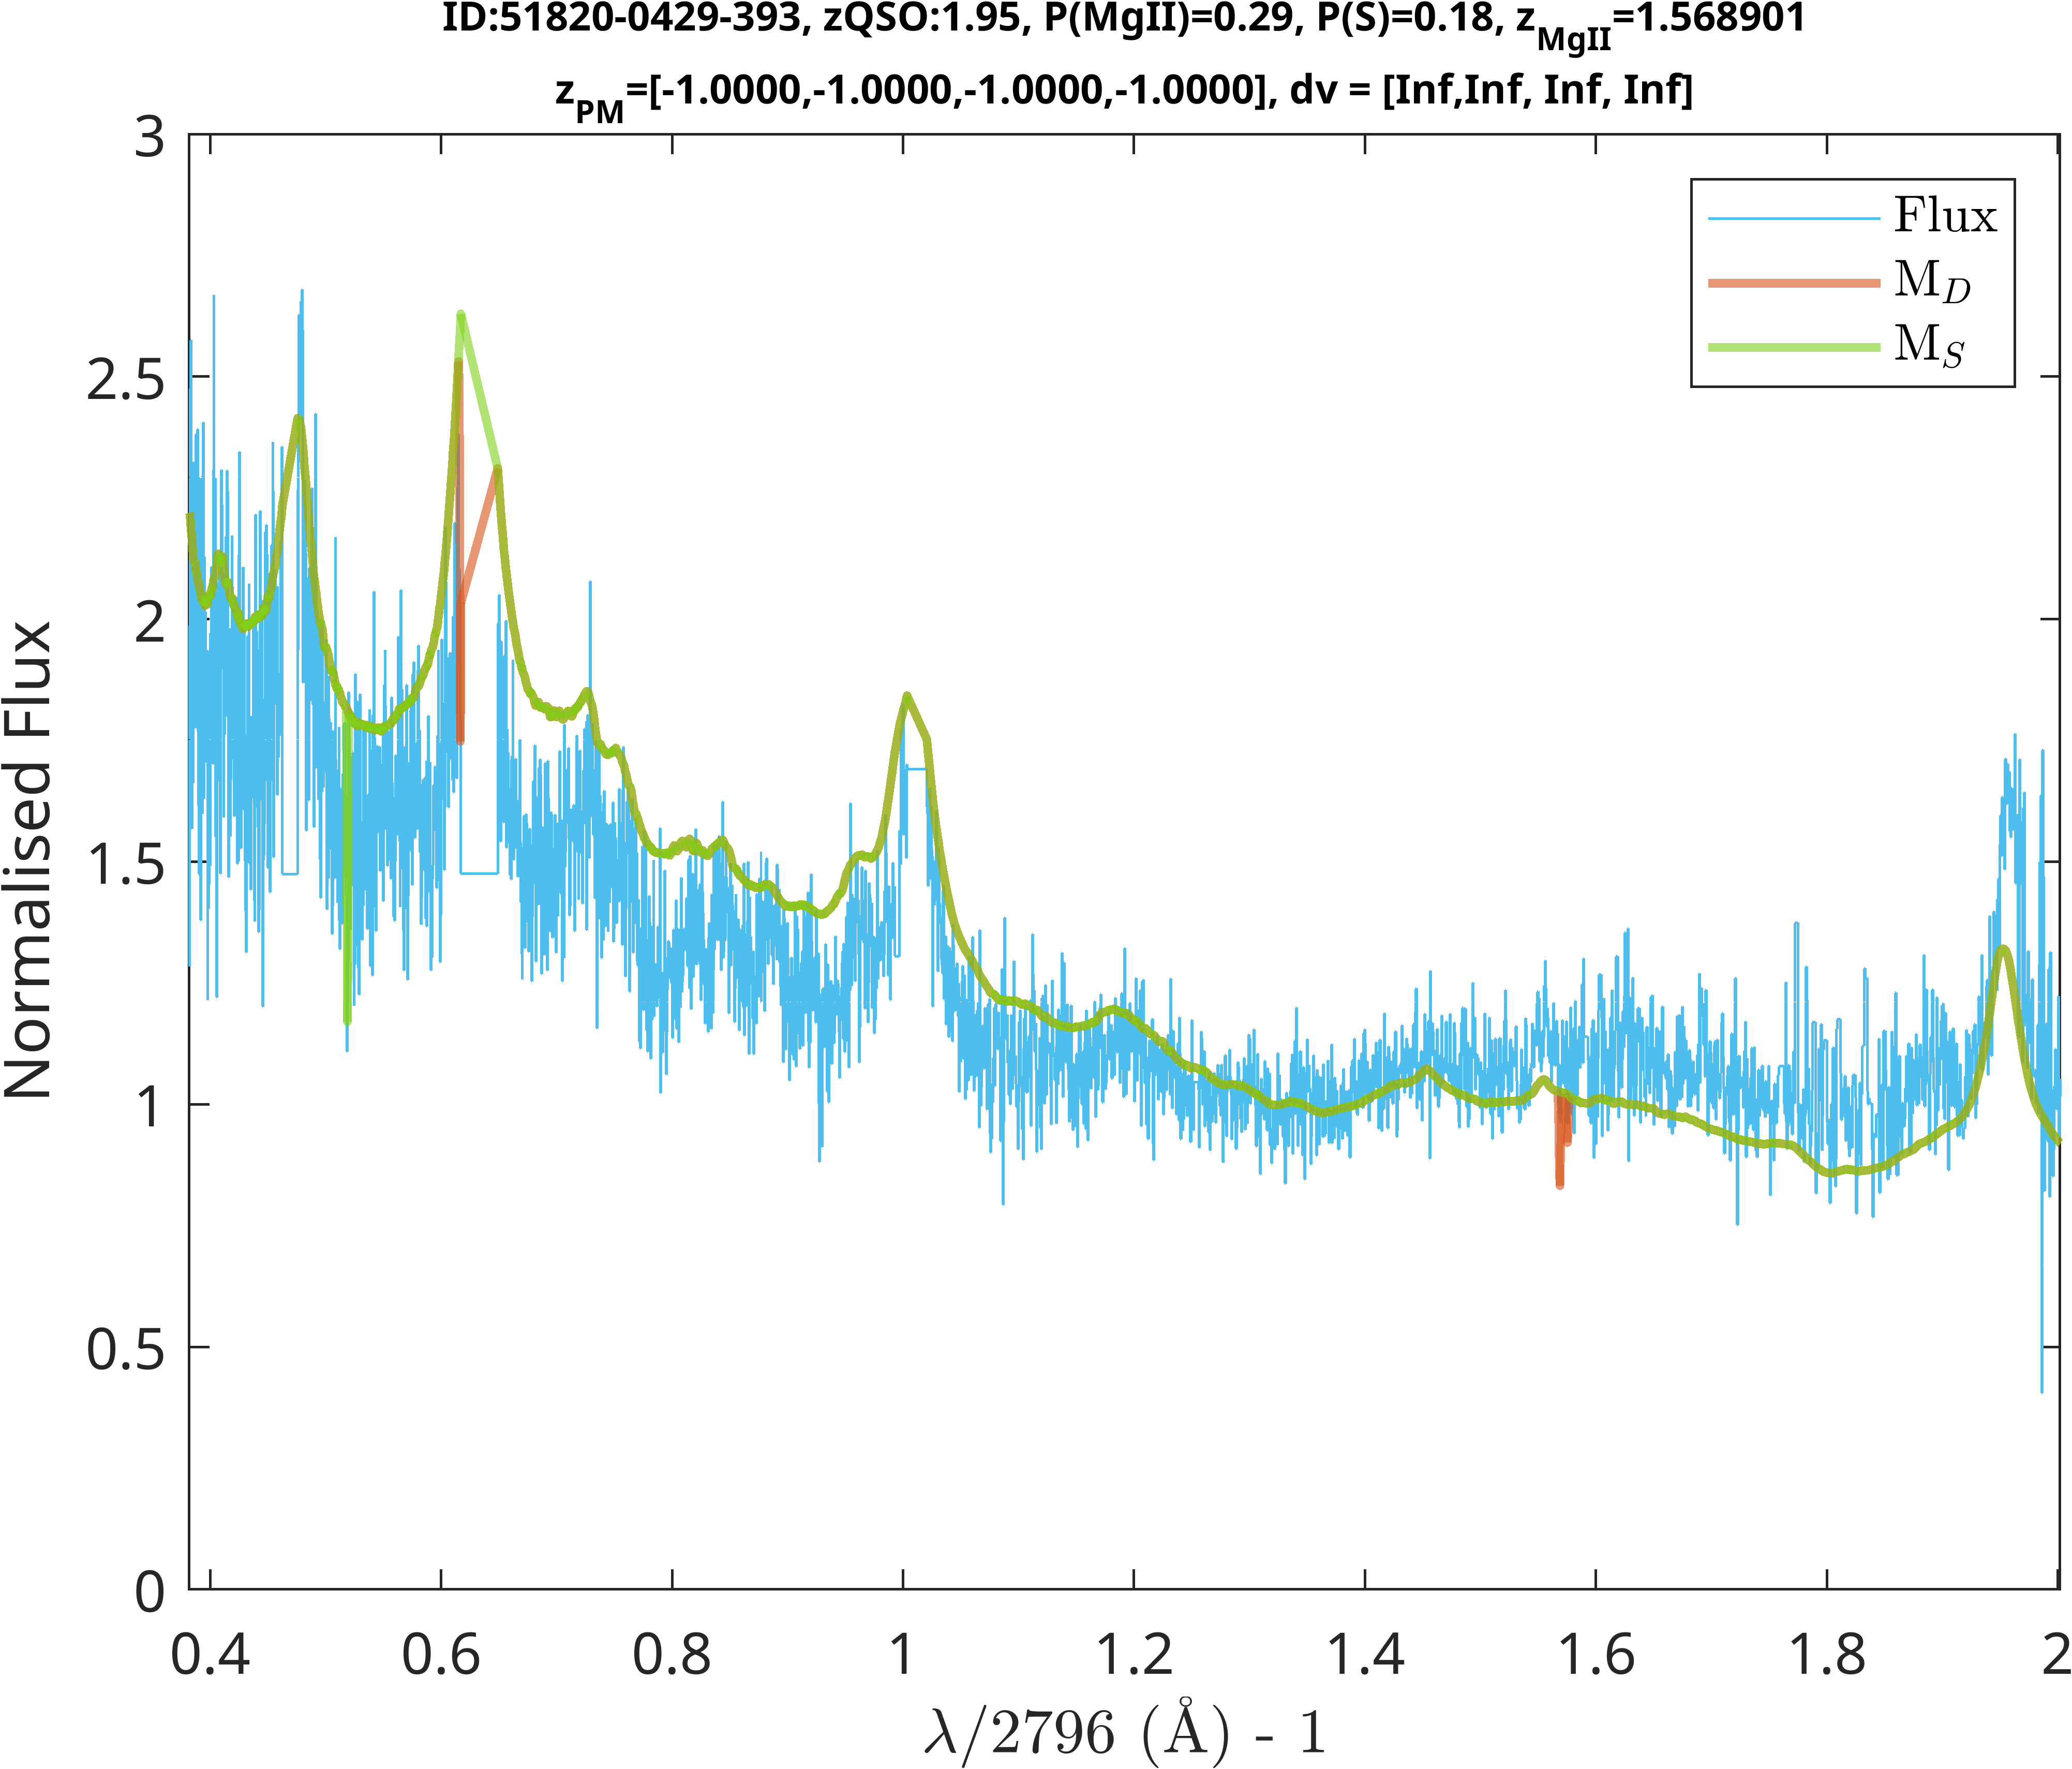 ID:51820-0429-393, zQSO:1.95, P(MgII)=0.29, P(S)=0.18, zMgII=1.568901
zPM=[-1.0000,-1.0000,-1.0000,-1.0000], dv = [Inf,Inf, Inf, Inf]
3
2.5
2
1.5
1
0.5
0
Normalised Flux
Flux
MD
MS
0.4 0.6 0.8 1 1.2 1.4 1.6 1.8 2
λ/2796 (Å) - 1